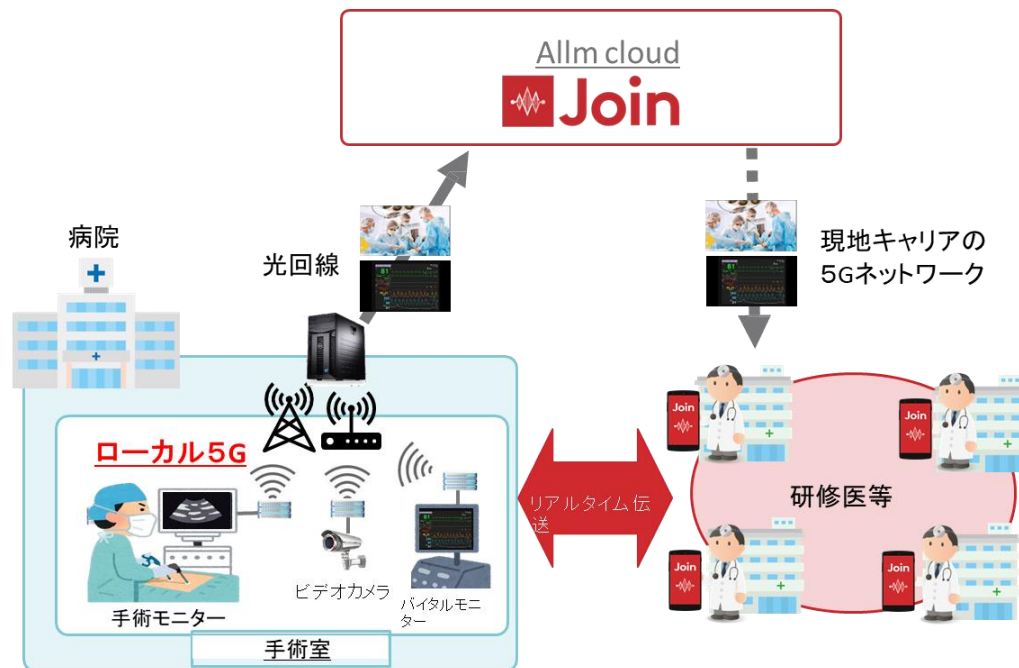 Allm cloud
Join
病院
光回線
現地キャリアの
5Gネットワーク
ローカル5G
リアルタイム伝
送
手術モニター
ビデオカメラ
バイタルモニ
ター
手術室
研修医等
Join
Join
Join
Join
81
81
81